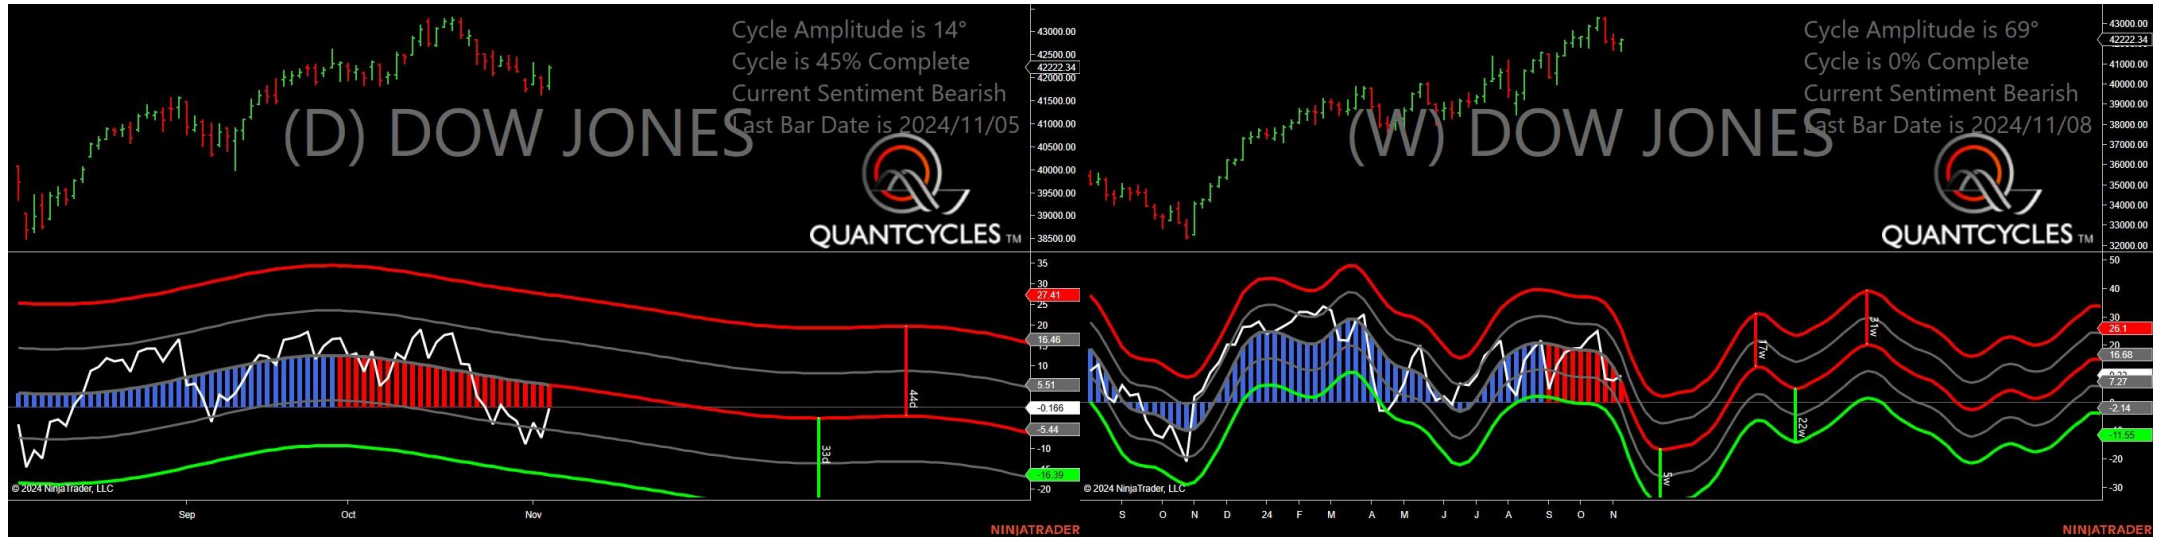 Cycle Amplitude is 14°
Cycle is 45% Complete
Current Sentiment Bearish
Last Bar Date is 2024/11/05
(D) DOW JONES
QUANTCYCLES TM
43000.00
42500.00
42222.34
42000.00
41500.00
41000.00
40500.00
40000.00
39500.00
39000.00
38500.00
35
30
27.41
25
20
16.46
10
5.51
-0.166
-5.44
-10
-16.39
-20
44d
33d
© 2024 NinjaTrader, LLC
Sep Oct Nov
NINJATRADER
Cycle Amplitude is 69°
Cycle is 0% Complete
Current Sentiment Bearish
Last Bar Date is 2024/11/08
(W) DOW JONES
QUANTCYCLES TM
43000.00
42222.34
41000.00
40000.00
39000.00
38000.00
37000.00
36000.00
35000.00
34000.00
33000.00
32000.00
50
40
30
26.1
20
16.68
7.27
-2.14
-11.55
-20
-30
17w
31w
22w
5w
© 2024 NinjaTrader, LLC
S O N D 24 F M A M J J A S O N
NINJATRADER